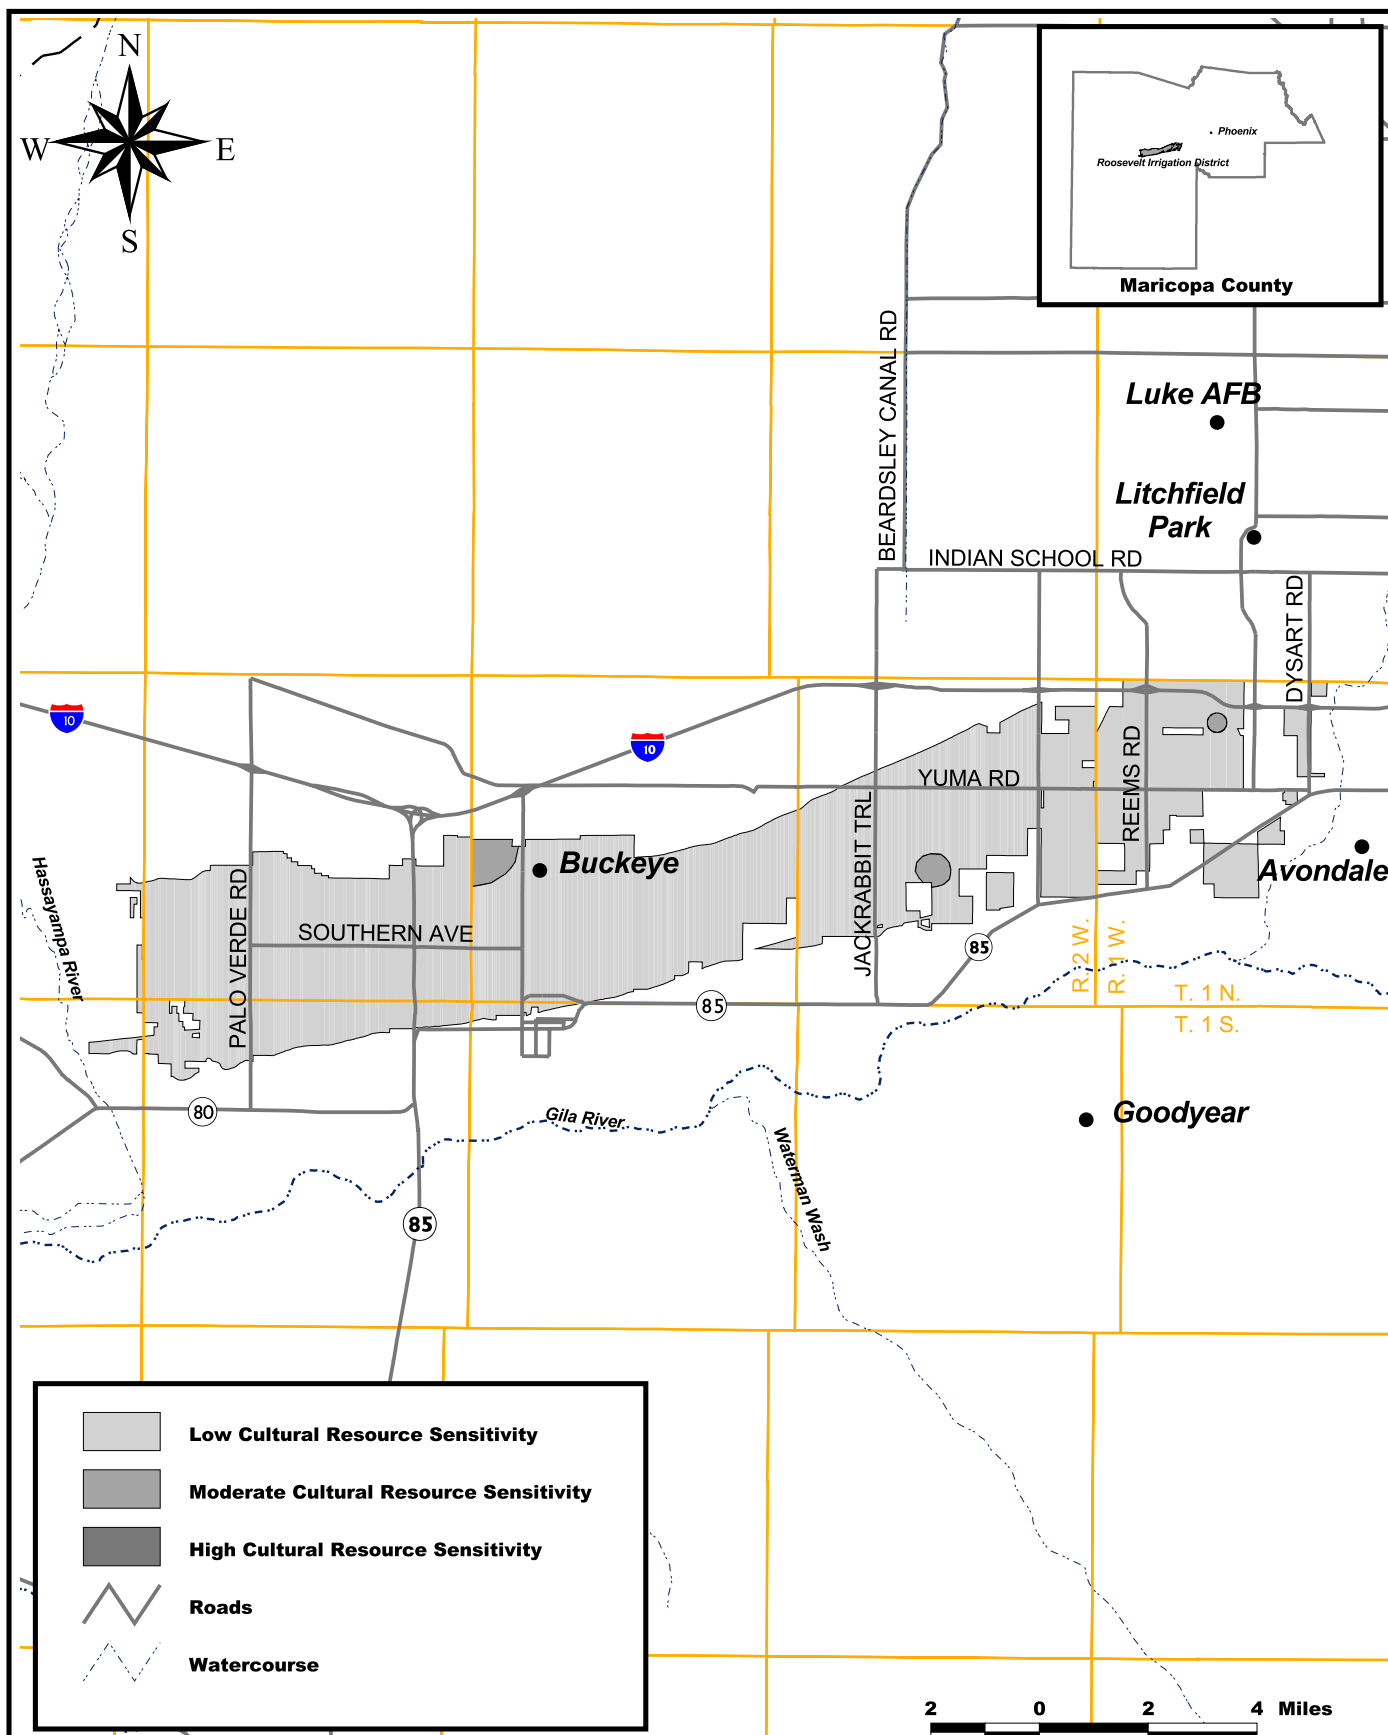 N
W
E
S
Phoenix
Roosevelt Irrigation District
Maricopa County
BEARDSLEY CANAL RD
Luke AFB
Litchfield
Park
INDIAN SCHOOL RD
DYSART RD
10
10
YUMA RD
REEMS RD
JACKRABBIT TRL
Buckeye
Avondale
Hassayampa River
PALO VERDE RD
SOUTHERN AVE
85
R. 2 W.
R. 1 W.
T. 1 N.
T. 1 S.
85
80
Gila River
Goodyear
Waterman Wash
85
Low Cultural Resource Sensitivity
Moderate Cultural Resource Sensitivity
High Cultural Resource Sensitivity
Roads
Watercourse
2 0 2 4 Miles